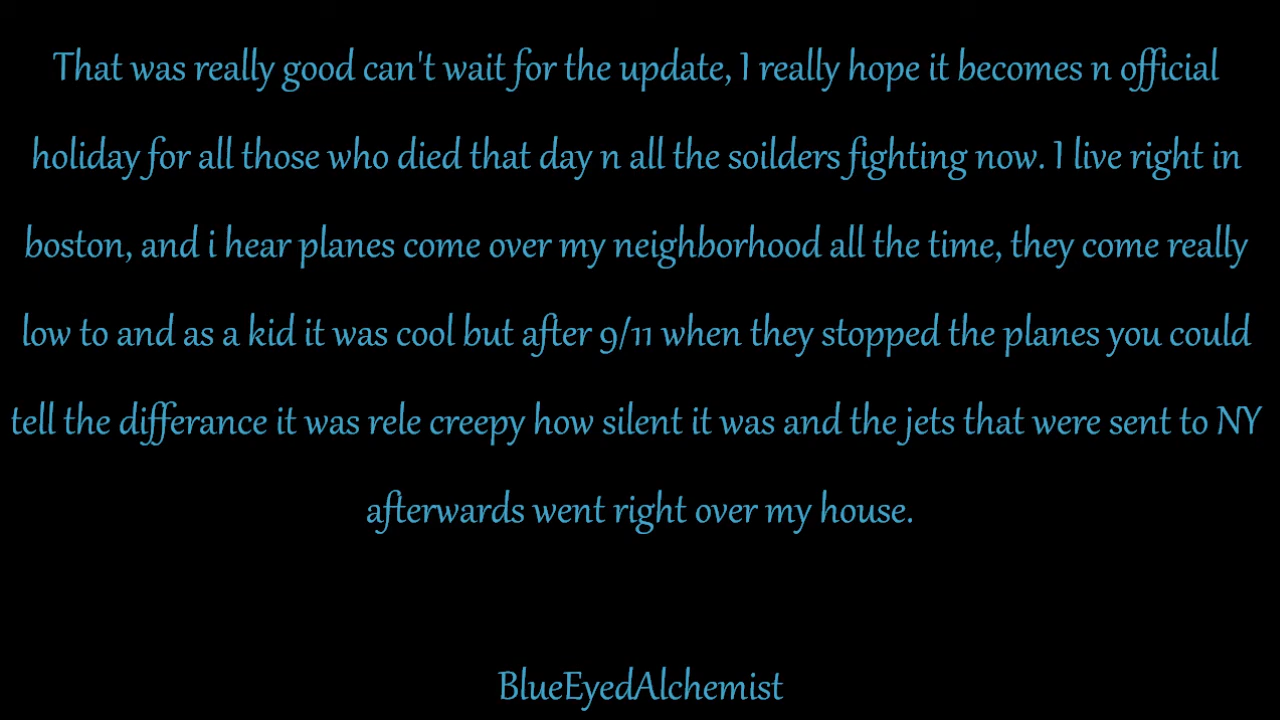 That was really good can't wait for the update, I really hope it becomes n official
holiday for all those who died that day n all the soilders fighting now. I live right in
boston, and i hear planes come over my neighborhood all the time, they come really
low to and as a kid it was cool but after 9/11 when they stopped the planes you could
tell the differance it was rele creepy how silent it was and the jets that were sent to NY
afterwards went right over my house.
BlueEyedAlchemist